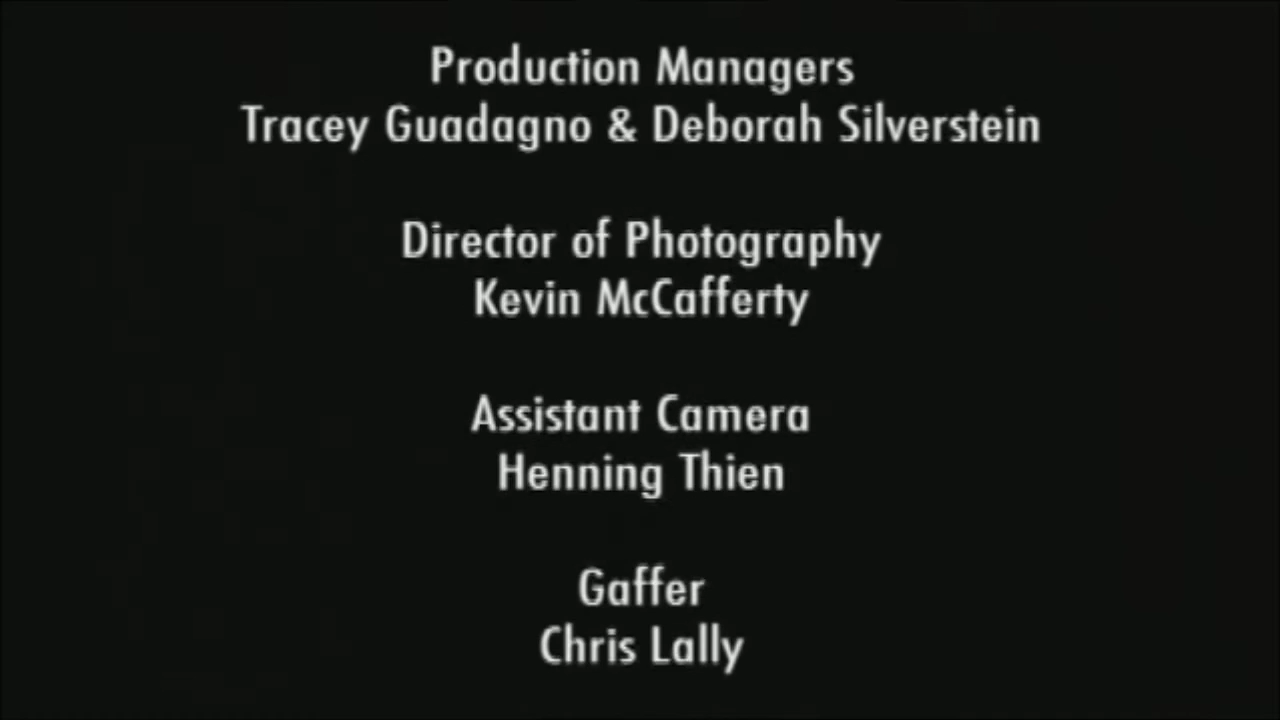 Production Managers
Tracey Guadagno & Deborah Silverstein
Director of Photography
Kevin McCafferty
Assistant Camera
Henning Thien
Gaffer
Chris Lally